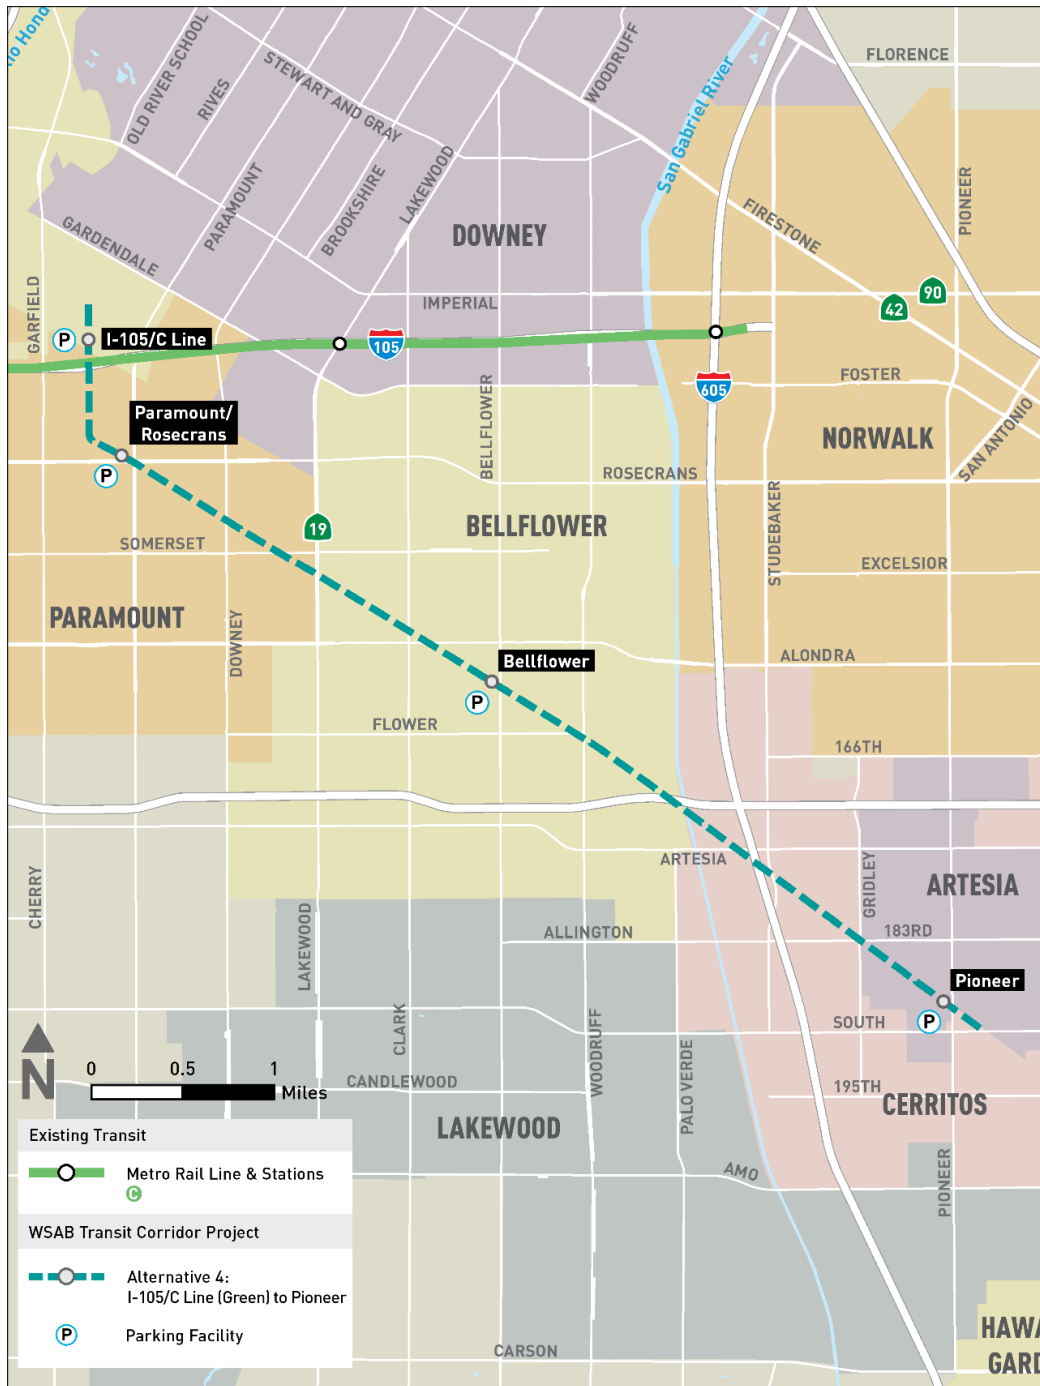 Rio Hondo
OLD RIVER SCHOOL
RIVES
STEWART AND GRAY
WOODRUFF
San Gabriel River
FLORENCE
PIONEER
PARAMOUNT
BROOKSHIRE
LAKEWOOD
DOWNEY
FIRESTONE
GARDENDALE
GARFIELD
IMPERIAL
42
90
P
I-105/C Line
105
605
FOSTER
Paramount/
Rosecrans
BELLFLOWER
NORWALK
SAN ANTONIO
P
ROSECRANS
19
BELLFLOWER
STUDEBAKER
SOMERSET
EXCELSIOR
PARAMOUNT
DOWNEY
Bellflower
ALONDRA
P
FLOWER
166TH
ARTESIA
CHERRY
GRIDLEY
ARTESIA
LAKEWOOD
ALLINGTON
183RD
Pioneer
CLARK
WOODRUFF
PALO VERDE
SOUTH
P
N
0 0.5 1
Miles
CANDLEWOOD
195TH
CERRITOS
LAKEWOOD
AMO
PIONEER
Existing Transit
Metro Rail Line & Stations
C
WSAB Transit Corridor Project
Alternative 4:
I-105/C Line (Green) to Pioneer
P
Parking Facility
CARSON
HAWA
GARD